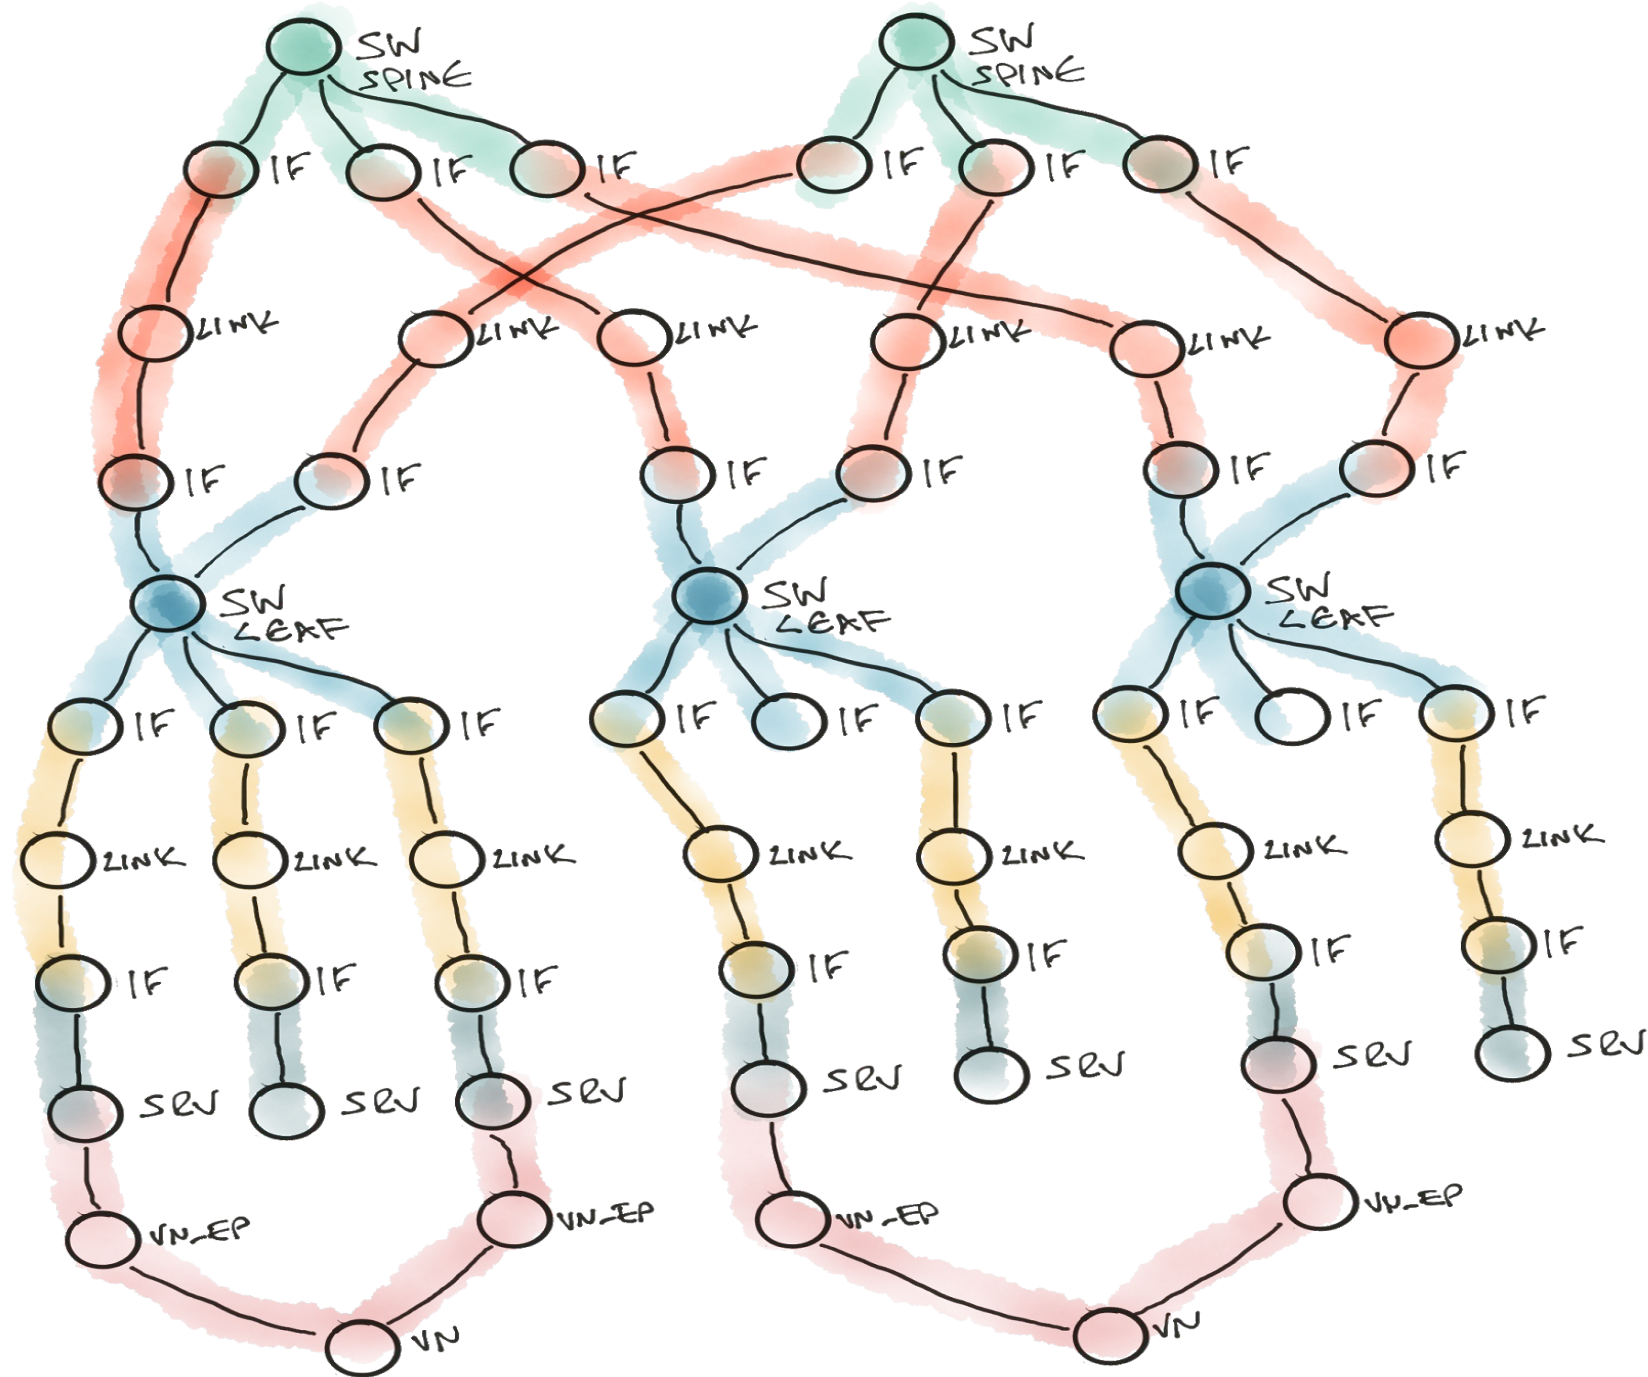 SW
SPINE
SW
SPINE
IF
IF
IF
IF
IF
IF
LINK
LINK
LINK
LINK
LINK
LINK
IF
IF
IF
IF
IF
IF
SW
LEAF
SW
LEAF
SW
LEAF
IF
IF
IF
IF
IF
IF
IF
IF
IF
LINK
LINK
LINK
LINK
LINK
LINK
LINK
IF
IF
IF
IF
IF
IF
IF
SRV
SRV
SRV
SRV
SRV
SRV
SRV
VN_EP
VN_EP
VN_EP
VN_EP
VN
VN